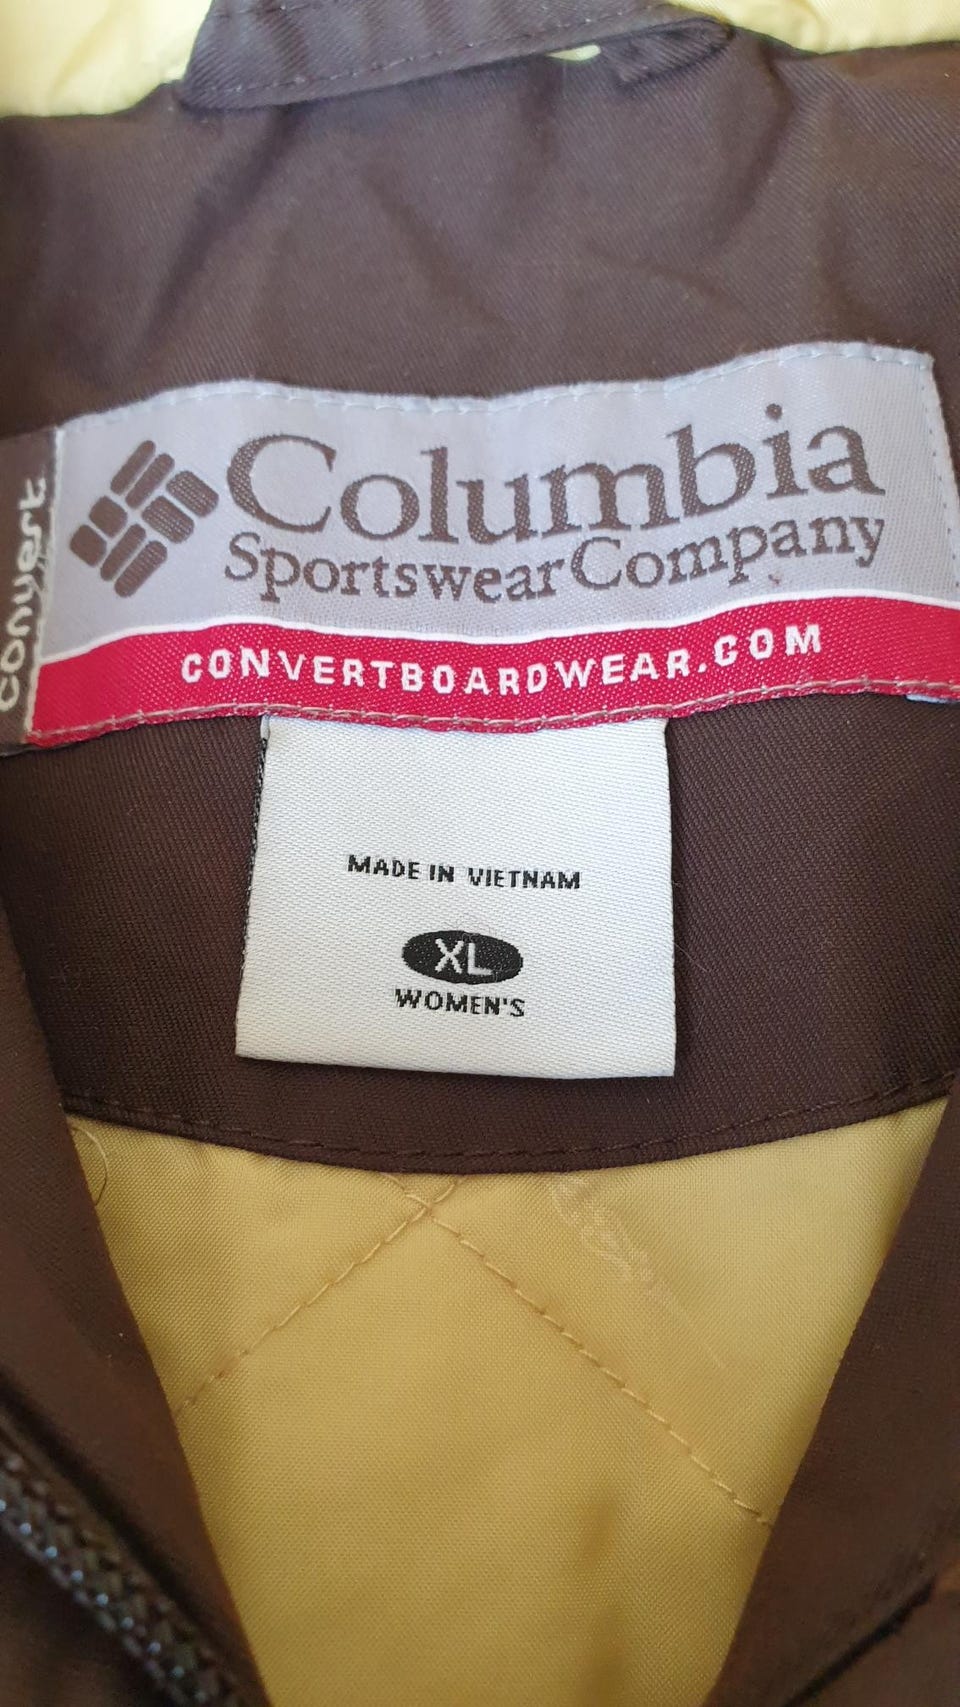 convert
Columbia
Sportswear Company
CONVERTBOARDWEAR.COM
MADE IN VIETNAM
XL
WOMEN'S